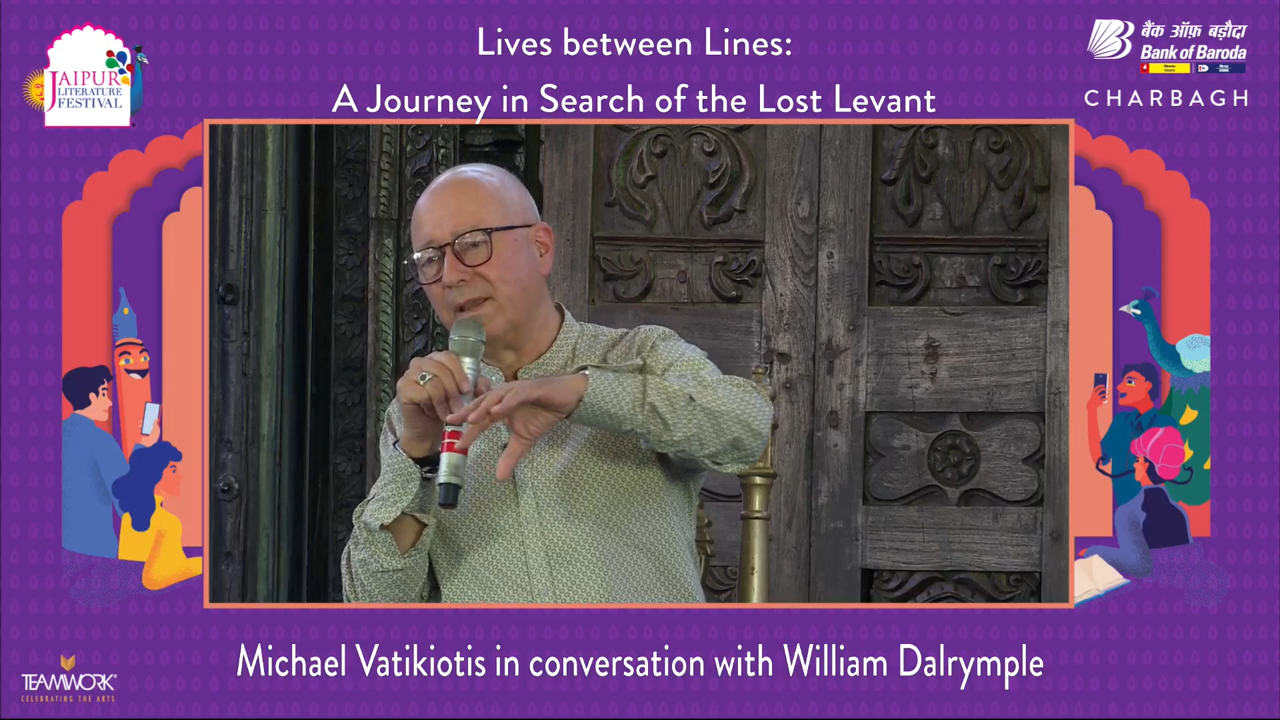 Lives between Lines:
A Journey in Search of the Lost Levant
JAIPUR
LITERATURE
FESTIVAL
बैंक ऑफ़ बड़ौदा
Bank of Baroda
CHARBAGH
Michael Vatikiotis in conversation with William Dalrymple
TEAMWORK
CELEBRATING THE ARTS